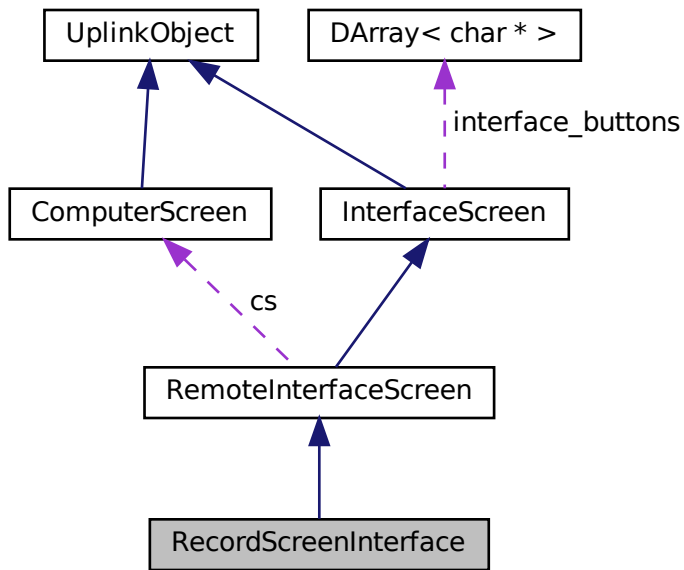 UplinkObject
DArray< char * >
interface_buttons
ComputerScreen
InterfaceScreen
cs
RemoteInterfaceScreen
RecordScreenInterface